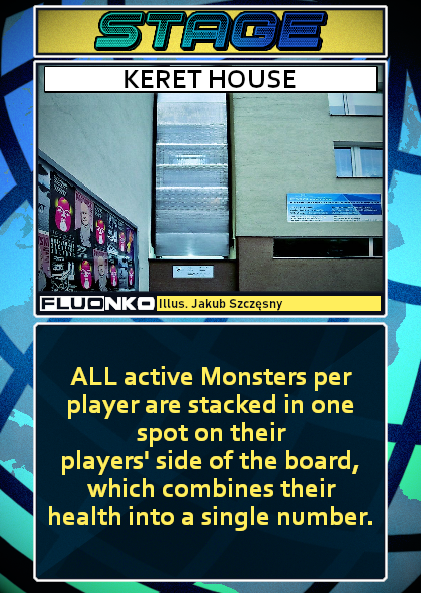 STAGE
KERET HOUSE
FLUONKO Illus. Jakub Szczęsny
ALL active Monsters per
player are stacked in one
spot on their
players' side of the board,
which combines their
health into a single number.